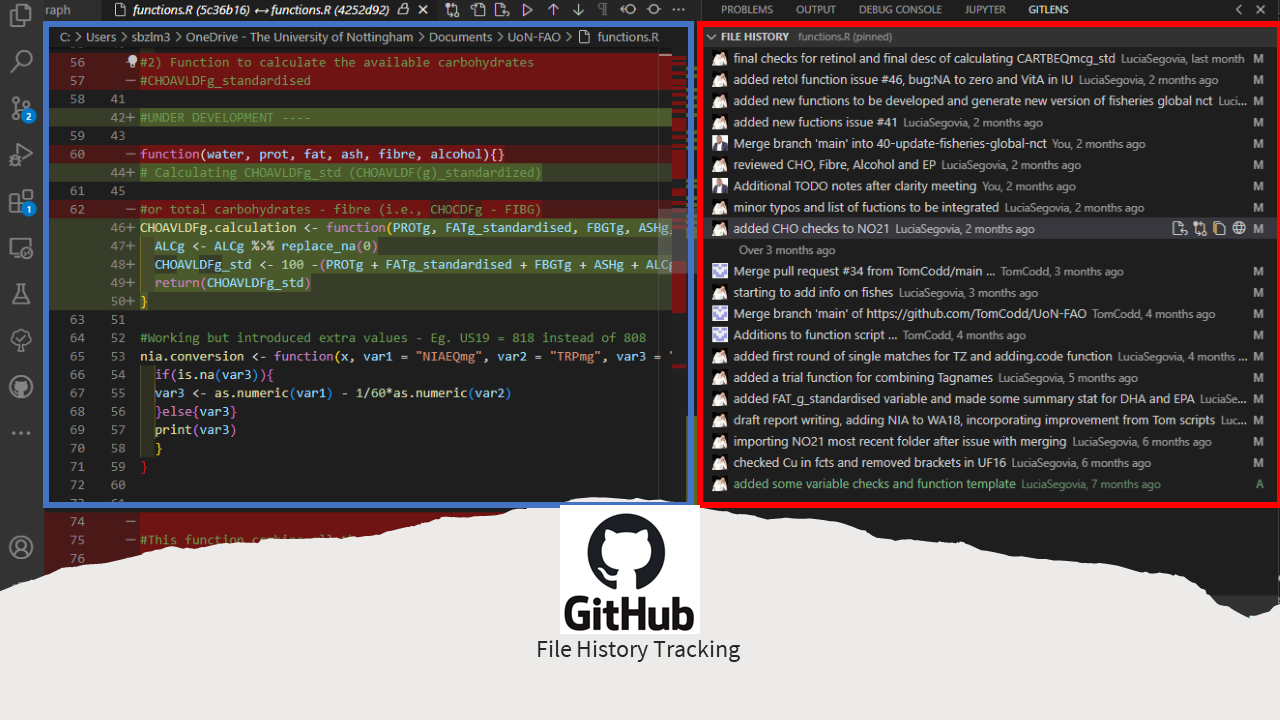 raph
functions.R (5c36b16) ↔ functions.R (4252d92)
PROBLEMS OUTPUT DEBUG CONSOLE JUPYTER GITLENS
C: > Users > sbzlm3 > OneDrive - The University of Nottingham > Documents > UoN-FAO > functions.R
56 #2) Function to calculate the available carbohydrates
57 — #CHOAVLDFg_standardised
58 41
42+ #UNDER DEVELOPMENT ----
59 43
60 — function(water, prot, fat, ash, fibre, alcohol){}
44+ # Calculating CHOAVLDFg_std (CHOAVLDF(g)_standardized)
61 45
62 — #or total carbohydrates - fibre (i.e., CHOCDFg - FIBG)
46+ CHOAVLDFg.calculation <- function(PROTg, FATg_standardised, FBGTg, ASHg,
47+ ALCg <- ALCg %>% replace_na(0)
48+ CHOAVLDFg_std <- 100 -(PROTg + FATg_standardised + FBGTg + ASHg + ALCg
49+ return(CHOAVLDFg_std)
50+ }
63 51
64 52 #Working but introduced extra values - Eg. US19 = 818 instead of 808
65 53 nia.conversion <- function(x, var1 = "NIAEQmg", var2 = "TRPmg", var3 = "
66 54 if(is.na(var3)){
67 55 var3 <- as.numeric(var1) - 1/60*as.numeric(var2)
68 56 }else{var3}
69 57 print(var3)
70 58 }
71 59 }
72 60
74 —
75 — #This function
76
2
1
FILE HISTORY functions.R (pinned)
final checks for retinol and final desc of calculating CARTBEQmcg_std LuciaSegovia, last month M
added retol function issue #46, bug:NA to zero and VitA in IU LuciaSegovia, 2 months ago M
added new functions to be developed and generate new version of fisheries global nct Luci... M
added new fuctions issue #41 LuciaSegovia, 2 months ago M
Merge branch 'main' into 40-update-fisheries-global-nct You, 2 months ago M
reviewed CHO, Fibre, Alcohol and EP LuciaSegovia, 2 months ago M
Additional TODO notes after clarity meeting You, 2 months ago M
minor typos and list of fuctions to be integrated LuciaSegovia, 2 months ago M
added CHO checks to NO21 LuciaSegovia, 2 months ago M
Over 3 months ago
Merge pull request #34 from TomCodd/main ... TomCodd, 3 months ago M
starting to add info on fishes LuciaSegovia, 3 months ago M
Merge branch 'main' of https://github.com/TomCodd/UoN-FAO TomCodd, 4 months ago M
Additions to function script ... TomCodd, 4 months ago M
added first round of single matches for TZ and adding.code function LuciaSegovia, 4 months ... M
added a trial function for combining Tagnames LuciaSegovia, 5 months ago M
added FAT_g_standardised variable and made some summary stat for DHA and EPA LuciaSe... M
draft report writing, adding NIA to WA18, incorporating improvement from Tom scripts Luc... M
importing NO21 most recent folder after issue with merging LuciaSegovia, 6 months ago M
checked Cu in fcts and removed brackets in UF16 LuciaSegovia, 6 months ago M
added some variable checks and function template LuciaSegovia, 7 months ago A
GitHub
File History Tracking